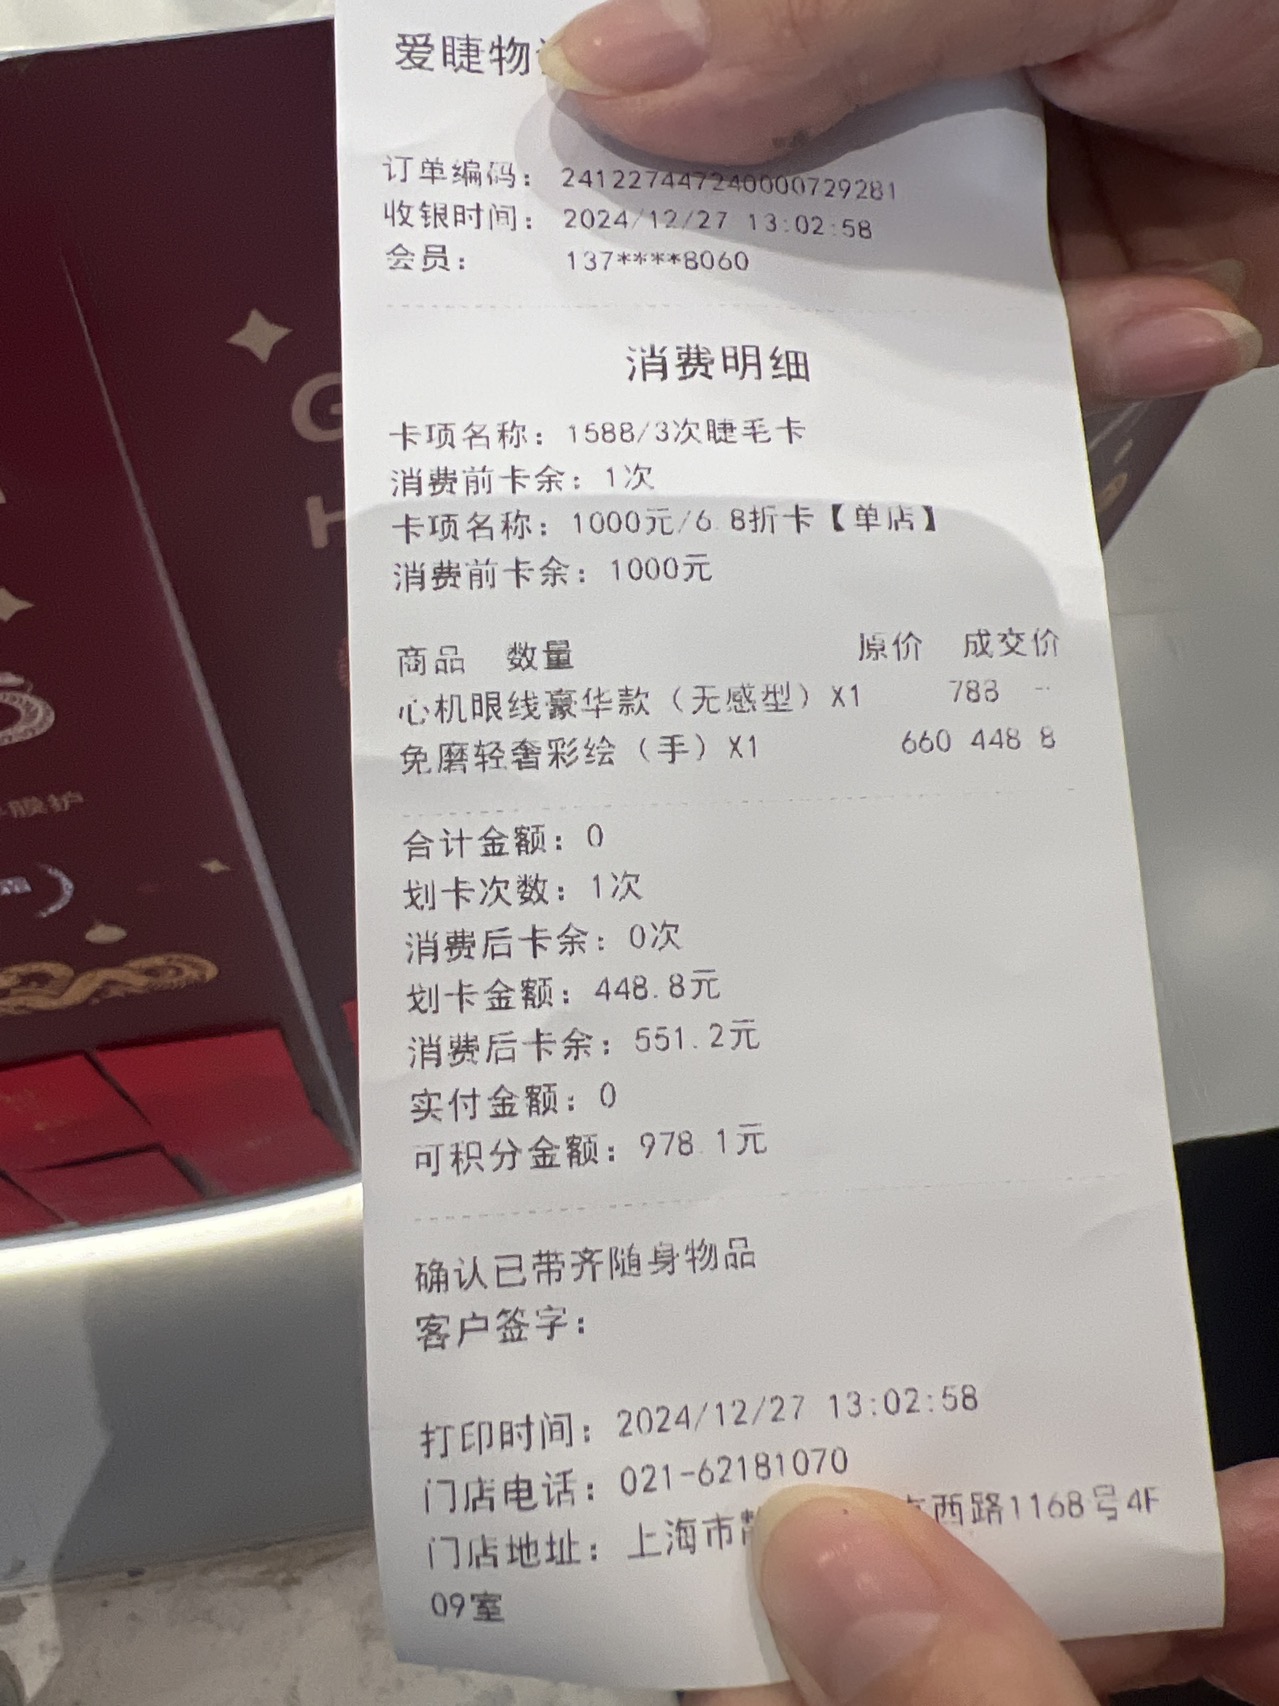 爱睫物
订单编码： 241227447240000729281
收银时间： 2024/12/27 13:02:58
会员： 137****8060
消费明细
卡项名称： 1588/3次睫毛卡
消费前卡余： 1次
卡项名称： 1000元/6.8折卡【单店】
消费前卡余： 1000元
商品 数量 原价 成交价
心机眼线豪华款（无感型）X1 788 --
免磨轻奢彩绘（手）X1 660 448.8
合计金额： 0
划卡次数： 1次
消费后卡余： 0次
划卡金额： 448.8元
消费后卡余： 551.2元
实付金额： 0
可积分金额： 978.1元
确认已带齐随身物品
客户签字：
打印时间： 2024/12/27 13:02:58
门店电话： 021-62181070
门店地址： 上海市 西路1168号4F
09室